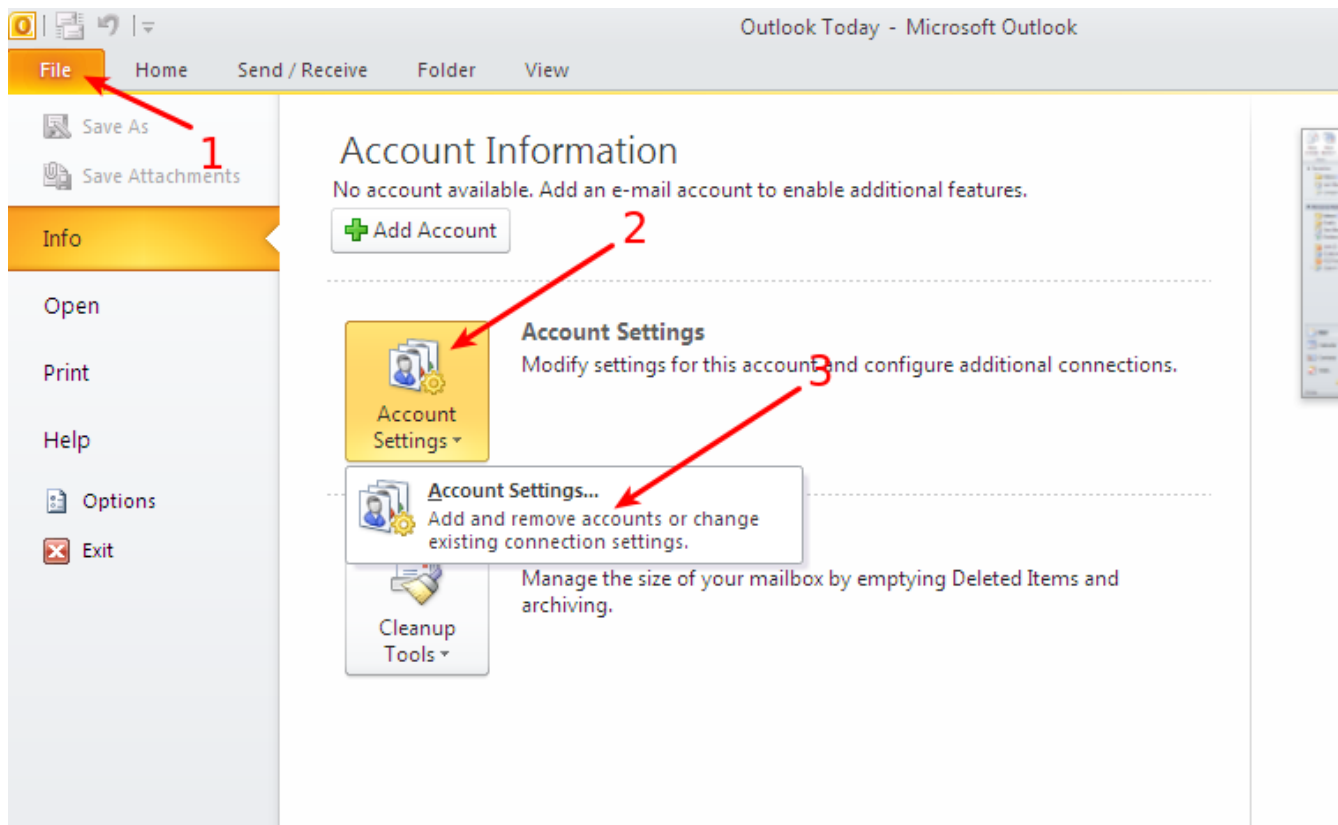 Outlook Today - Microsoft Outlook
File Home Send / Receive Folder View
Save As
1
Save Attachments
Account Information
No account available. Add an e-mail account to enable additional features.
Add Account
2
Info
Open
Print
Help
Options
Exit
Account Settings
Account Settings
Modify settings for this account and configure additional connections.
3
Account Settings...
Add and remove accounts or change
existing connection settings.
Manage the size of your mailbox by emptying Deleted Items and
archiving.
Cleanup
Tools